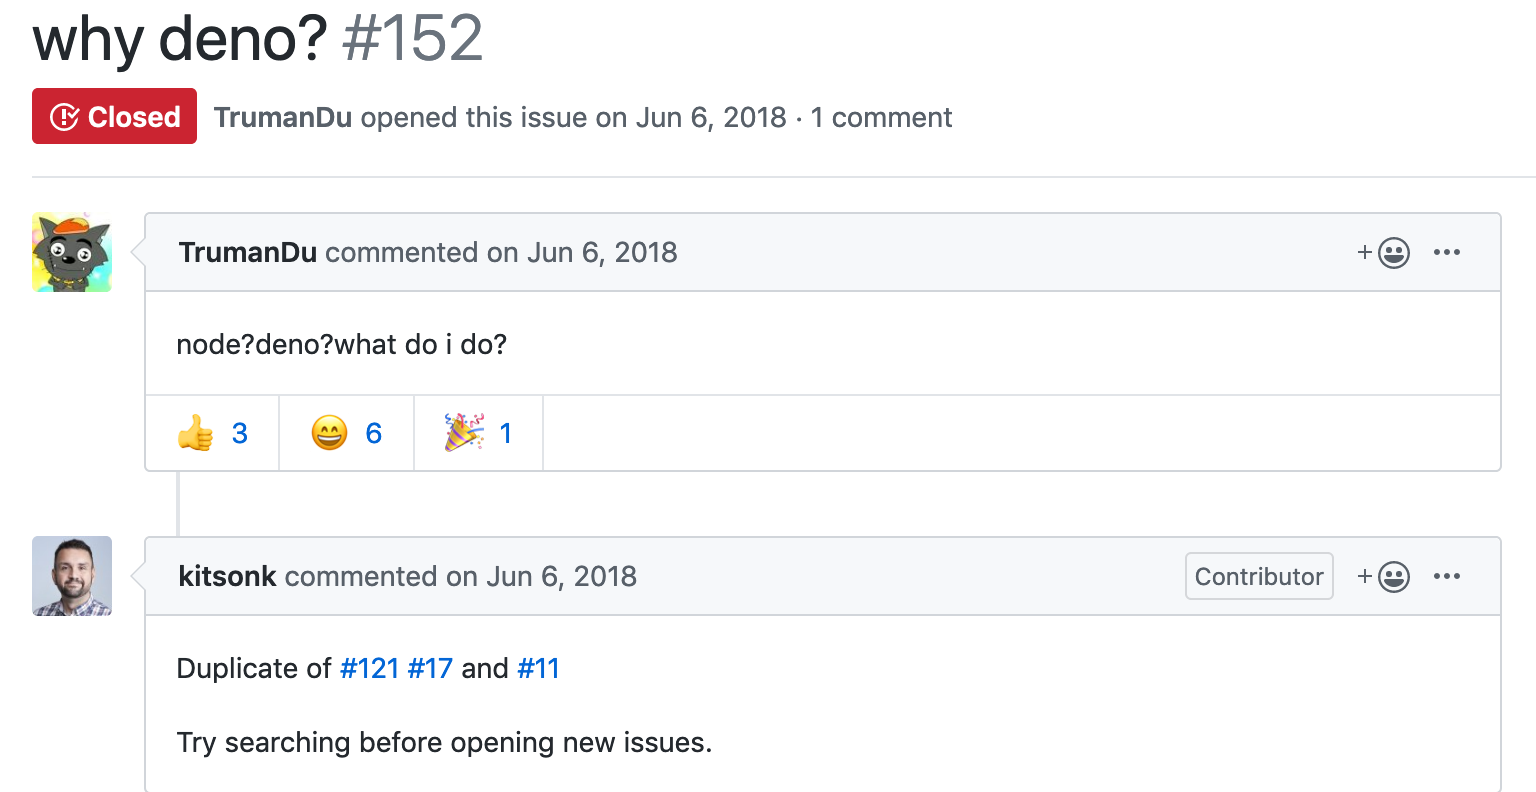 why deno? #152
Closed TrumanDu opened this issue on Jun 6, 2018 · 1 comment
TrumanDu commented on Jun 6, 2018
node?deno?what do i do?
👍 3 😄 6 🎉 1
kitsonk commented on Jun 6, 2018 Contributor
Duplicate of #121 #17 and #11
Try searching before opening new issues.